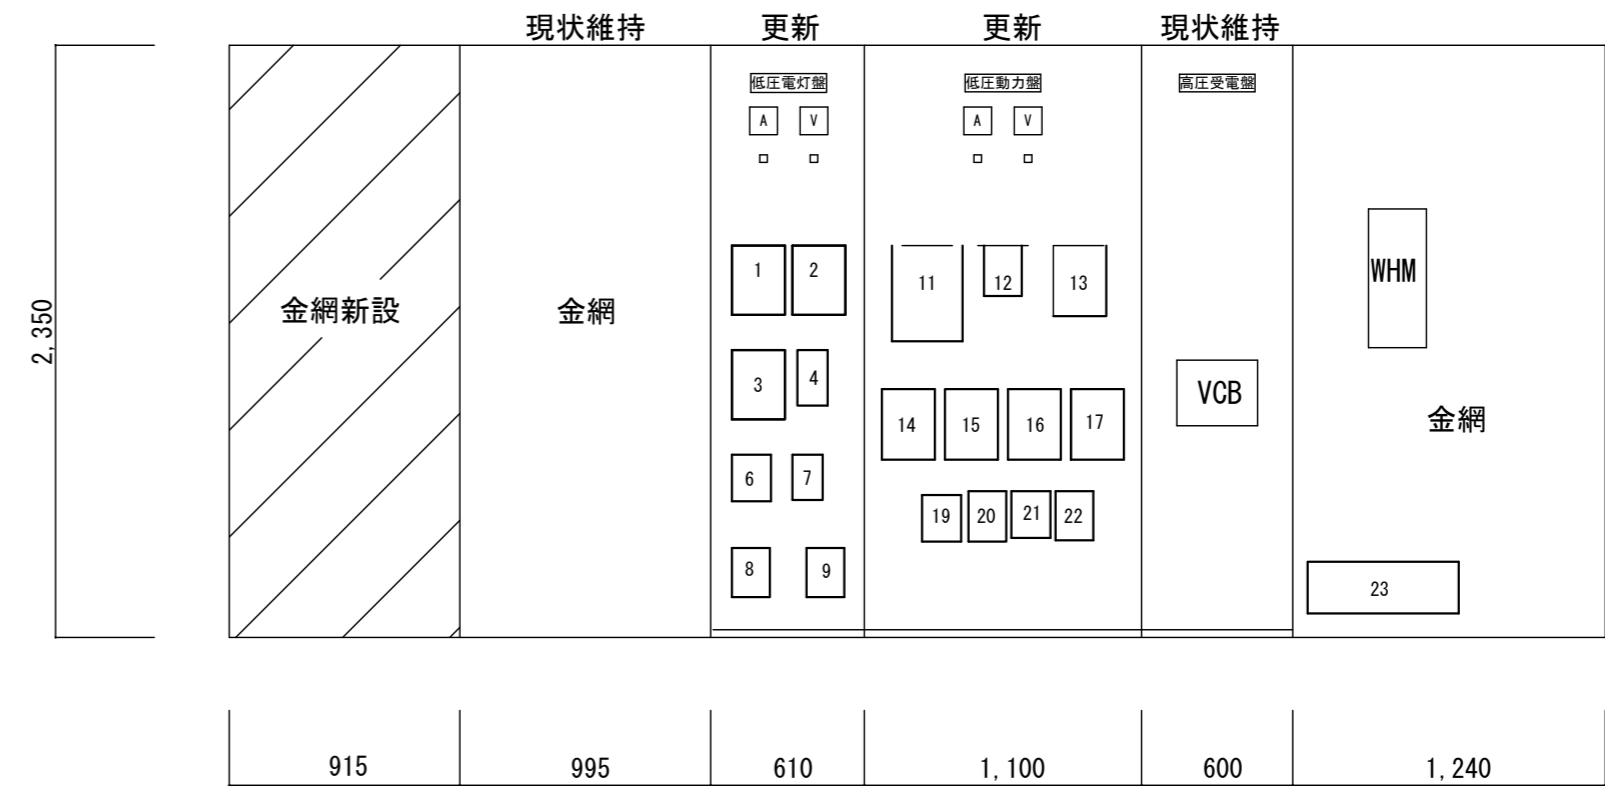 現状維持 更新 更新 現状維持
低圧電灯盤 低圧動力盤 高圧受電盤
A V A V
1 2 11 12 13 WHM
2,350 金網新設 金網
3 4 VCB
14 15 16 17 金網
6 7
19 20 21 22
8 9 23
915 995 610 1,100 600 1,240